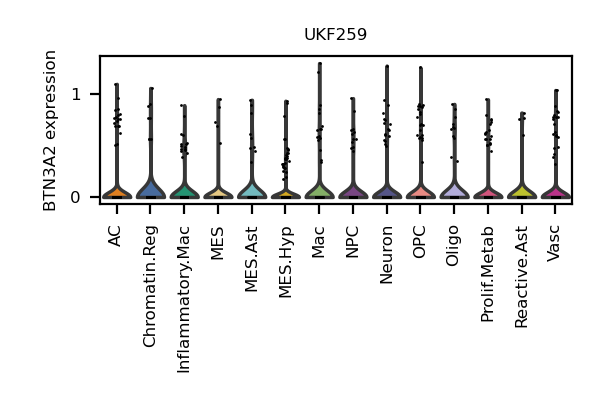 UKF259
BTN3A2 expression
1
0
AC
Chromatin.Reg
Inflammatory.Mac
MES
MES.Ast
MES.Hyp
Mac
NPC
Neuron
OPC
Oligo
Prolif.Metab
Reactive.Ast
Vasc